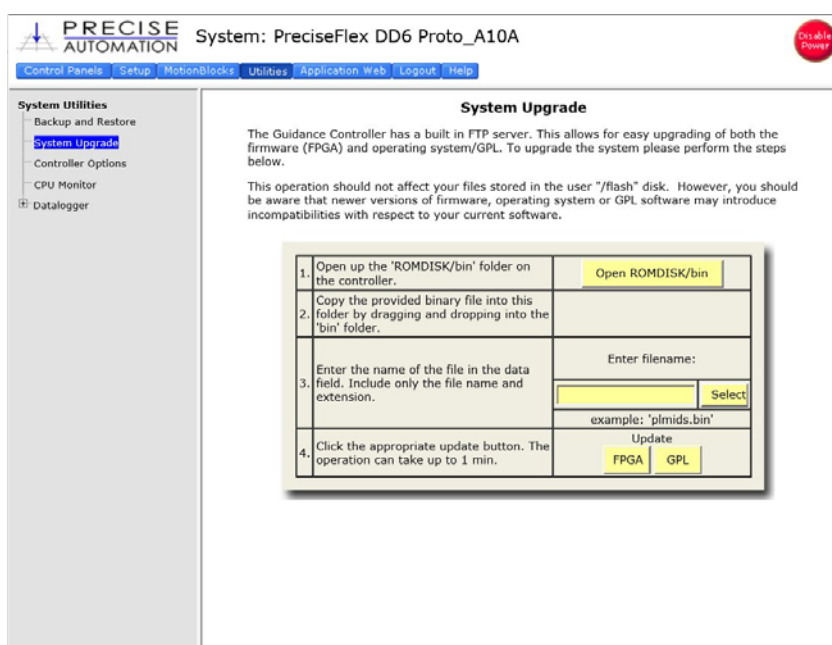 PRECISE
AUTOMATION
System: PreciseFlex DD6 Proto_A10A
Disable
Power
Control Panels Setup MotionBlocks Utilities Application Web Logout Help
System Utilities
Backup and Restore
System Upgrade
Controller Options
CPU Monitor
Datalogger
System Upgrade
The Guidance Controller has a built in FTP server. This allows for easy upgrading of both the
firmware (FPGA) and operating system/GPL. To upgrade the system please perform the steps
below.
This operation should not affect your files stored in the user "/flash" disk. However, you should
be aware that newer versions of firmware, operating system or GPL software may introduce
incompatibilities with respect to your current software.
1. Open up the 'ROMDISK/bin' folder on
the controller.
Open ROMDISK/bin
2. Copy the provided binary file into this
folder by dragging and dropping into the
'bin' folder.
3. Enter the name of the file in the data
field. Include only the file name and
extension.
Enter filename:
Select
example: 'plmids.bin'
4. Click the appropriate update button. The
operation can take up to 1 min.
Update
FPGA GPL